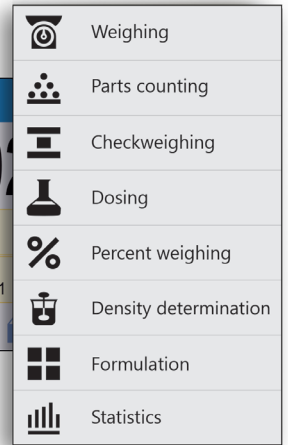 Weighing
Parts counting
Checkweighing
Dosing
Percent weighing
Density determination
Formulation
Statistics